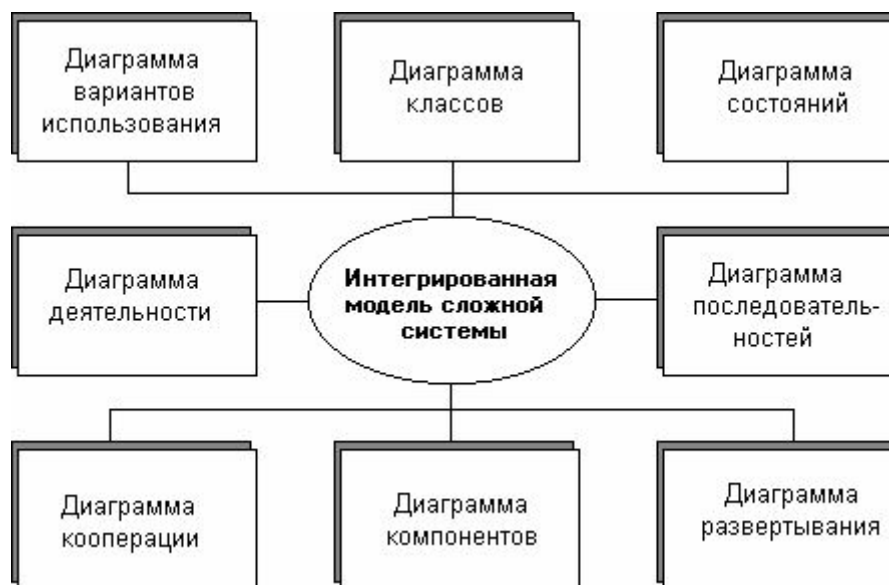 Диаграмма
вариантов
использования
Диаграмма
классов
Диаграмма
состояний
Диаграмма
деятельности
Интегрированная
модель сложной
системы
Диаграмма
последователь-
ностей
Диаграмма
кооперации
Диаграмма
компонентов
Диаграмма
развертывания